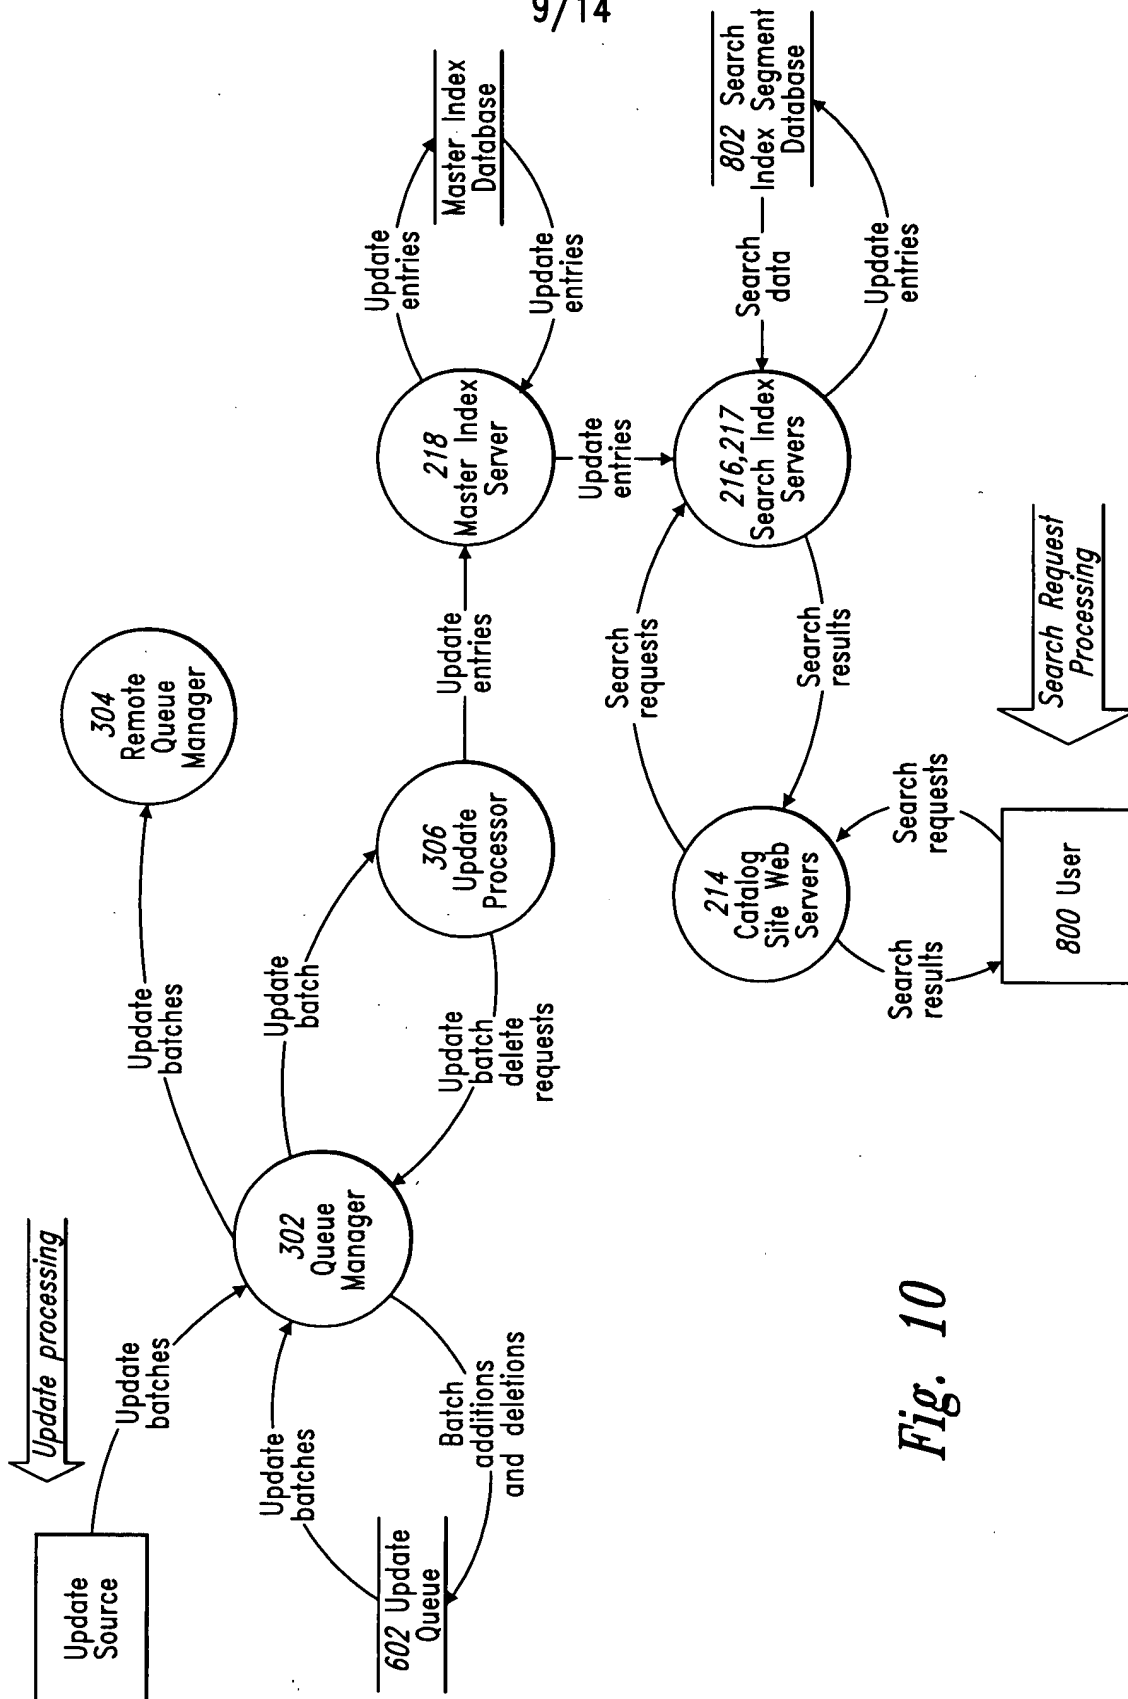 9/14
Update
Source
Update processing
Update
batches
602 Update
Queue
Update
batches
Batch
additions
and deletions
302
Queue
Manager
Update
batches
304
Remote
Queue
Manager
Update
batch
Update
batch
delete
requests
306
Update
Processor
Update
entries
218
Master Index
Server
Update
entries
Master Index
Database
Update
entries
Update
entries
216,217
Search Index
Servers
Search
data
802 Search
Index Segment
Database
Update
entries
Search
requests
Search
results
214
Catalog
Site Web
Servers
Search
requests
Search
results
800 User
Search Request
Processing
Fig. 10